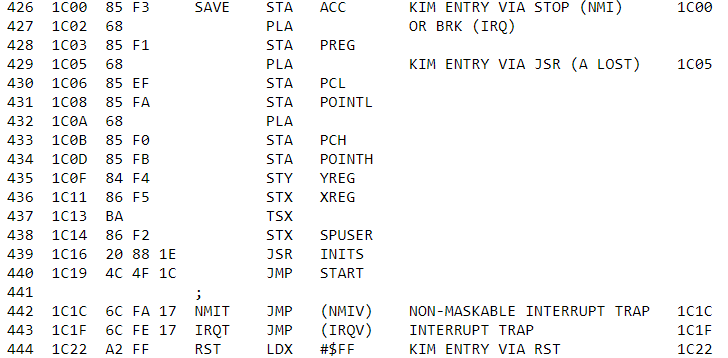 426 1C00 85 F3 SAVE STA ACC KIM ENTRY VIA STOP (NMI) 1C00
427 1C02 68 PLA OR BRK (IRQ)
428 1C03 85 F1 STA PREG
429 1C05 68 PLA KIM ENTRY VIA JSR (A LOST) 1C05
430 1C06 85 EF STA PCL
431 1C08 85 FA STA POINTL
432 1C0A 68 PLA
433 1C0B 85 F0 STA PCH
434 1C0D 85 FB STA POINTH
435 1C0F 84 F4 STY YREG
436 1C11 86 F5 STX XREG
437 1C13 BA TSX
438 1C14 86 F2 STX SPUSER
439 1C16 20 88 1E JSR INITS
440 1C19 4C 4F 1C JMP START
441 ;
442 1C1C 6C FA 17 NMIT JMP (NMIV) NON-MASKABLE INTERRUPT TRAP 1C1C
443 1C1F 6C FE 17 IRQT JMP (IRQV) INTERRUPT TRAP 1C1F
444 1C22 A2 FF RST LDX #$FF KIM ENTRY VIA RST 1C22